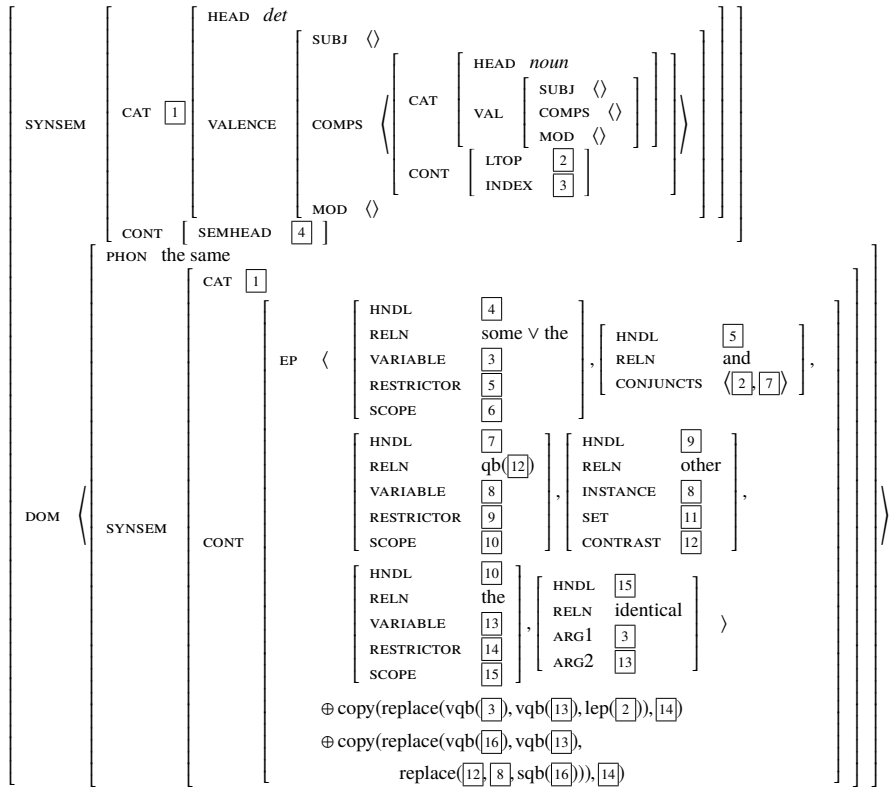 HEAD det
SUBJ ⟨⟩
HEAD noun
SUBJ ⟨⟩
CAT
VAL COMPS ⟨⟩
MOD ⟨⟩
SYNSEM CAT 1 VALENCE COMPS ⟨
LTOP 2
CONT
INDEX 3
⟩
MOD ⟨⟩
CONT [ SEMHEAD 4 ]
PHON the same
CAT 1
HNDL 4
RELN some ∨ the
EP ⟨ VARIABLE 3 ,
RESTRICTOR 5
SCOPE 6
HNDL 5
RELN and ,
CONJUNCTS ⟨ 2 , 7 ⟩
HNDL 7
RELN qb( 12 )
VARIABLE 8 ,
RESTRICTOR 9
SCOPE 10
HNDL 9
RELN other
INSTANCE 8 ,
SET 11
CONTRAST 12
DOM ⟨ SYNSEM CONT
HNDL 10
RELN the
VARIABLE 13 ,
RESTRICTOR 14
SCOPE 15
HNDL 15
RELN identical
ARG1 3 ⟩
ARG2 13
⊕ copy(replace(vqb( 3 ), vqb( 13 ), lep( 2 )), 14 )
⊕ copy(replace(vqb( 16 ), vqb( 13 ),
replace( 12 , 8 , sqb( 16 ))), 14 )
⟩